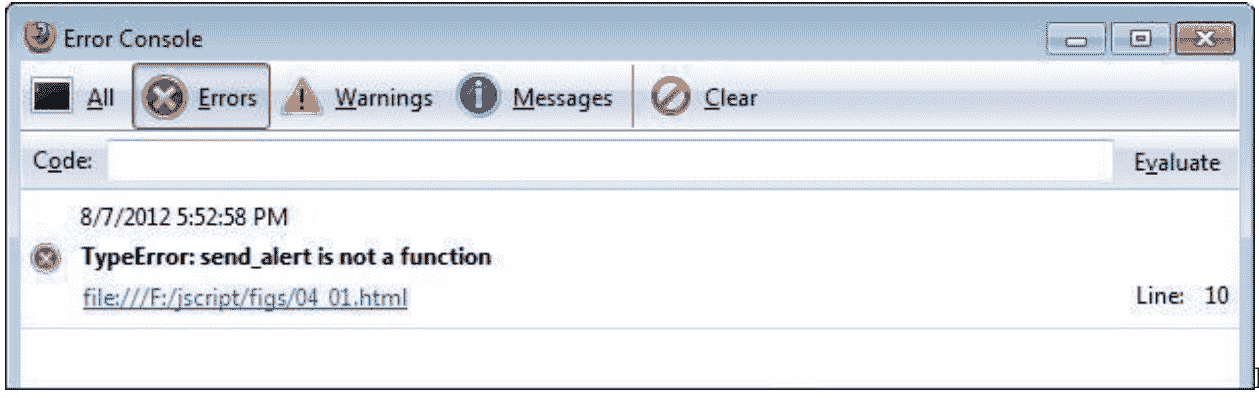 Error Console
All Errors Warnings Messages Clear
Code: Evaluate
8/7/2012 5:52:58 PM
TypeError: send_alert is not a function
file:///F:/jscript/figs/04_01.html Line: 10